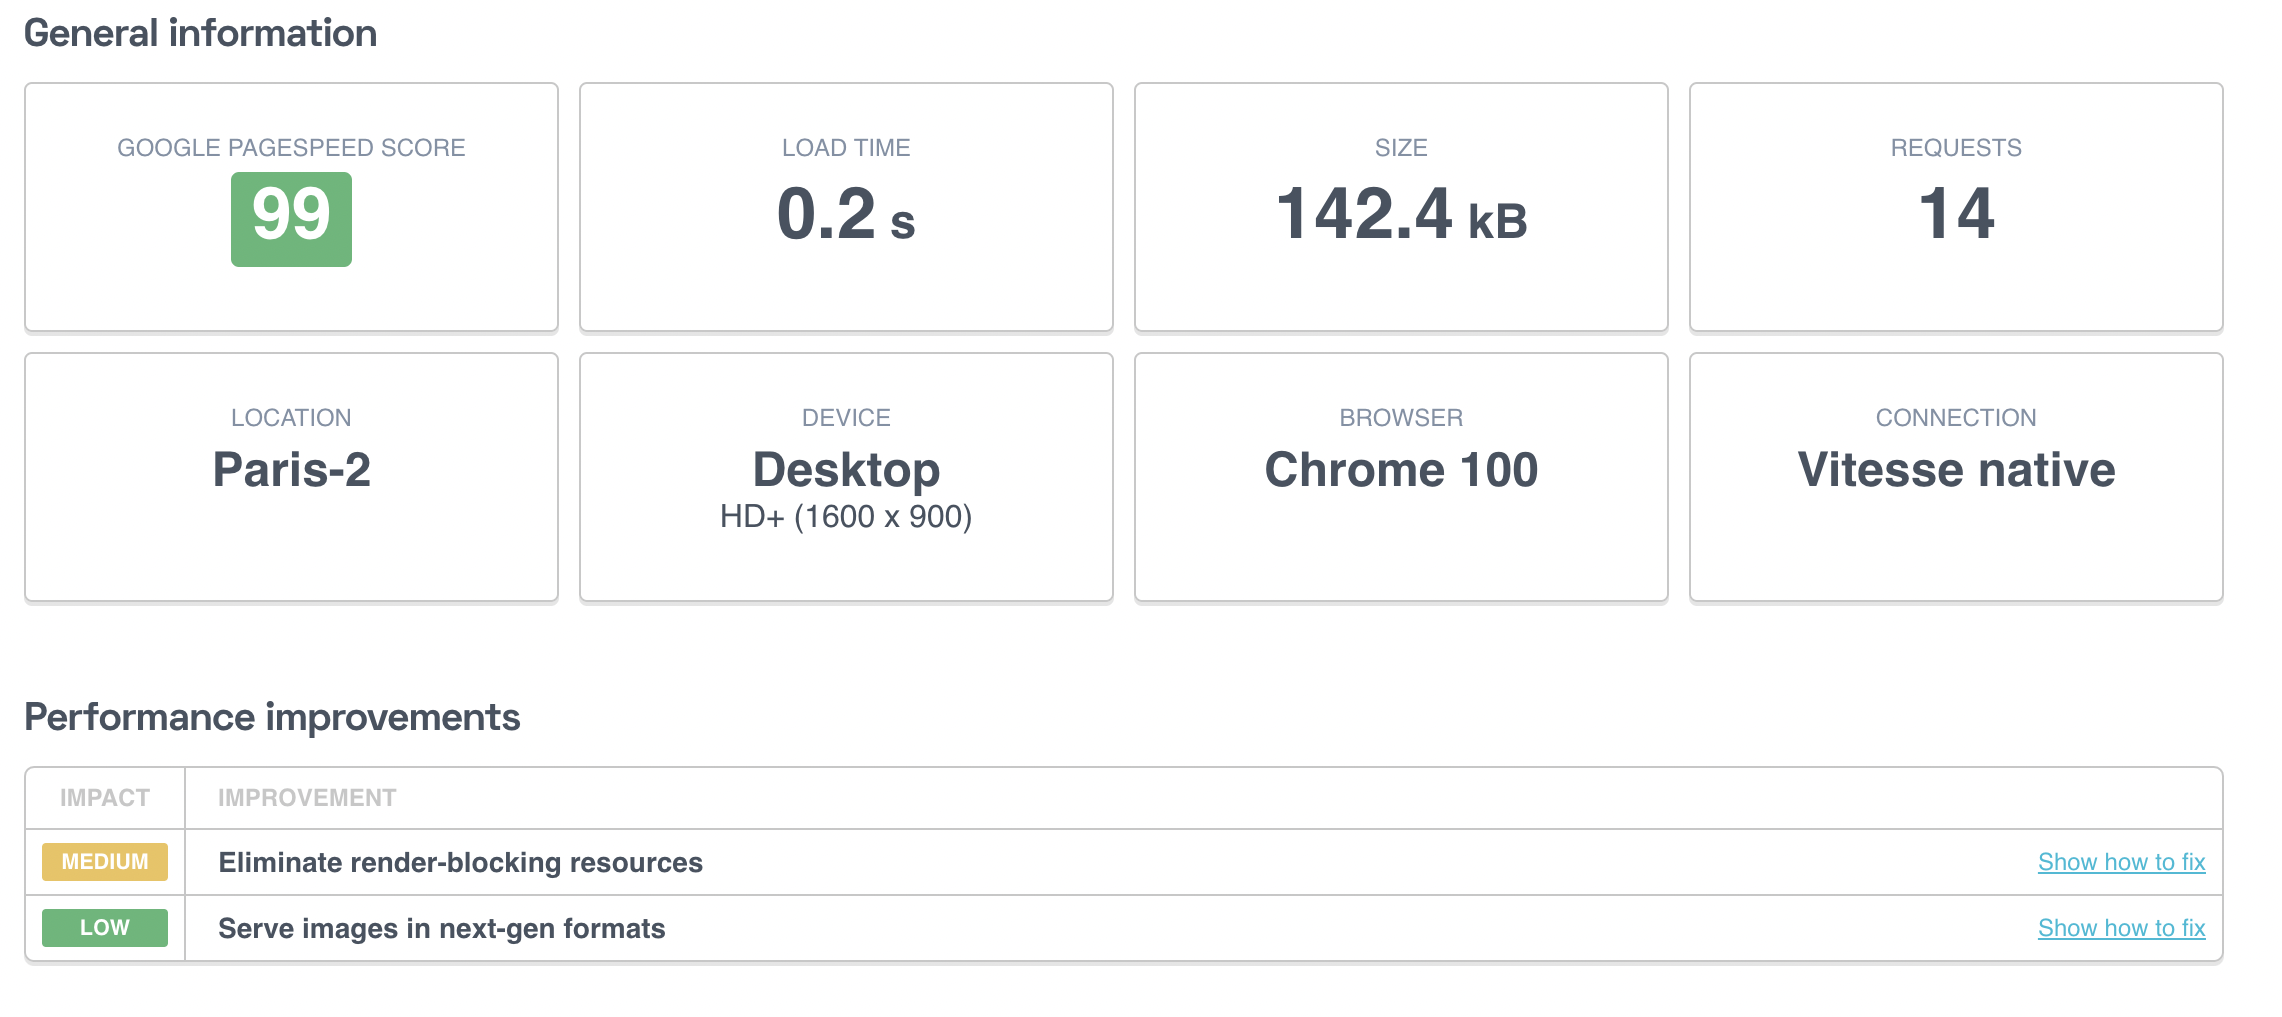 General information
GOOGLE PAGESPEED SCORE
99
LOAD TIME
0.2 s
SIZE
142.4 kB
REQUESTS
14
LOCATION
Paris-2
DEVICE
Desktop
HD+ (1600 x 900)
BROWSER
Chrome 100
CONNECTION
Vitesse native
Performance improvements
IMPACT IMPROVEMENT
MEDIUM Eliminate render-blocking resources Show how to fix
LOW Serve images in next-gen formats Show how to fix